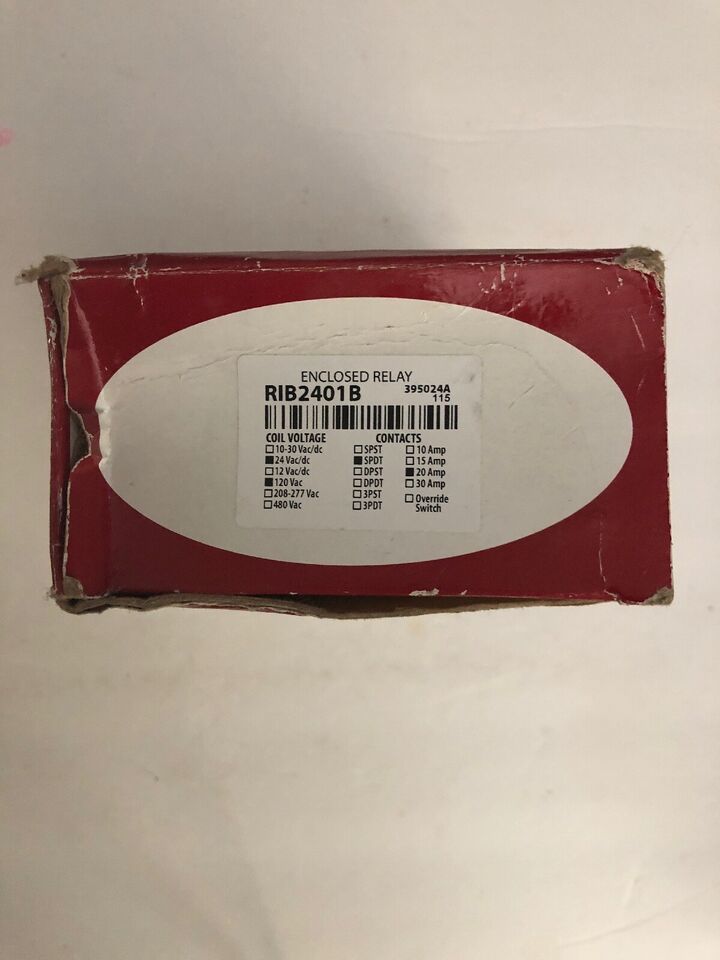 ENCLOSED RELAY
RIB2401B 395024A
115
COIL VOLTAGE CONTACTS
□10-30 Vac/dc □SPST □10 Amp
■24 Vac/dc ■SPDT □15 Amp
□12 Vac/dc □DPST ■20 Amp
■120 Vac □DPDT □30 Amp
□208-277 Vac □3PST □Override
□480 Vac □3PDT Switch